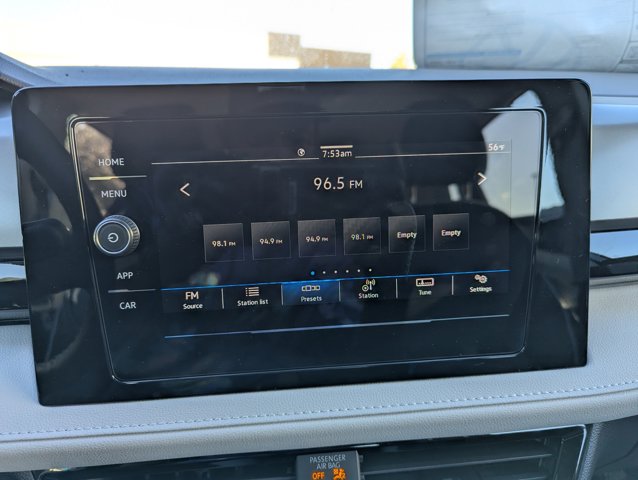 HOME
MENU
APP
CAR
7:53am
56°F
96.5 FM
98.1 FM
94.9 FM
94.9 FM
98.1 FM
Empty
Empty
FM
Source
Station list
Presets
Station
Tune
Settings
PASSENGER
AIR BAG
OFF